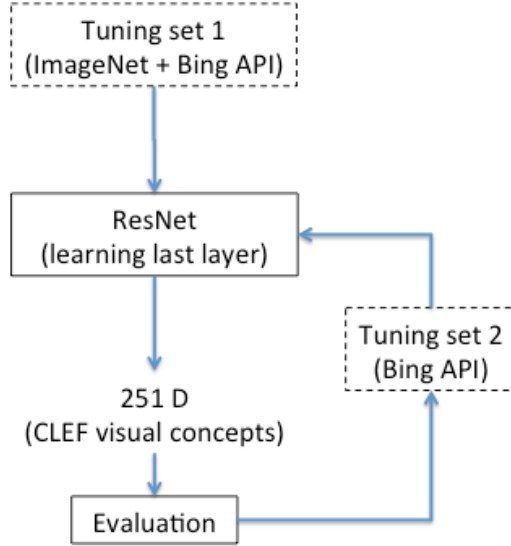 Tuning set 1
(ImageNet + Bing API)
ResNet
(learning last layer)
Tuning set 2
(Bing API)
251 D
(CLEF visual concepts)
Evaluation